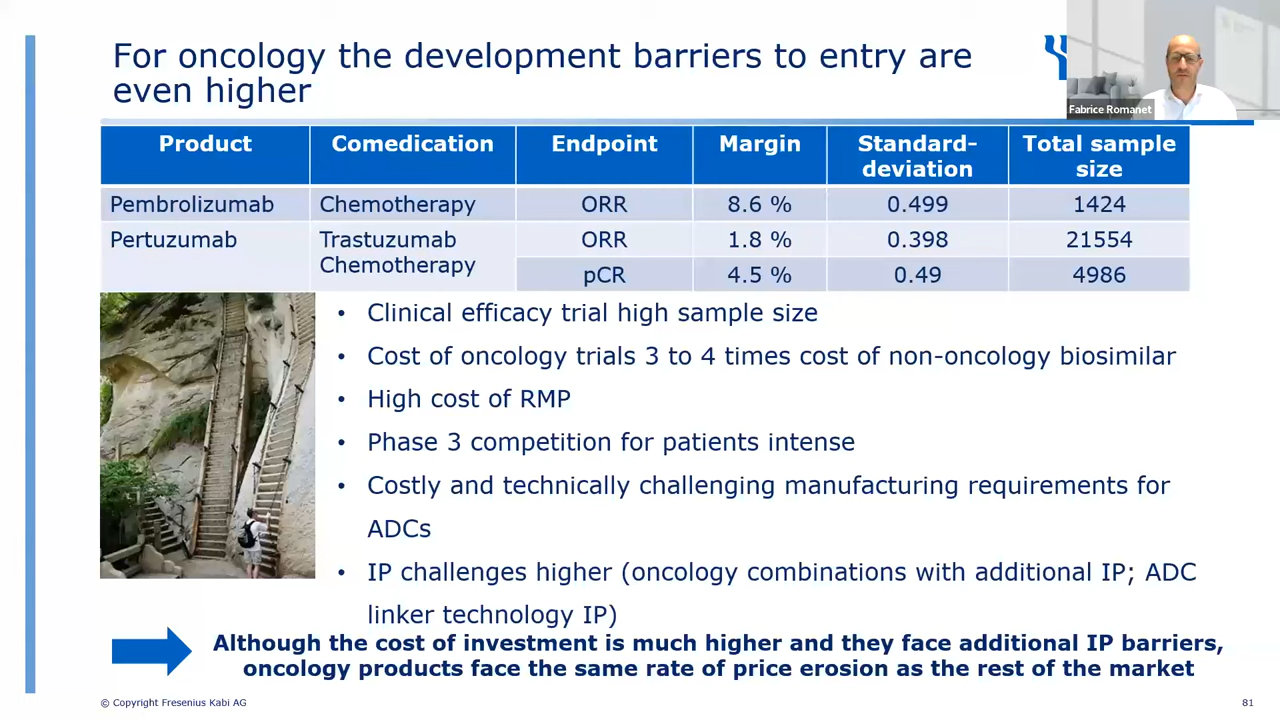 For oncology the development barriers to entry are
even higher
Fabrice Romanet
Product Comedication Endpoint Margin Standard-deviation Total sample size
Pembrolizumab Chemotherapy ORR 8.6 % 0.499 1424
Pertuzumab Trastuzumab Chemotherapy ORR 1.8 % 0.398 21554
pCR 4.5 % 0.49 4986
• Clinical efficacy trial high sample size
• Cost of oncology trials 3 to 4 times cost of non-oncology biosimilar
• High cost of RMP
• Phase 3 competition for patients intense
• Costly and technically challenging manufacturing requirements for
ADCs
• IP challenges higher (oncology combinations with additional IP; ADC
linker technology IP)
Although the cost of investment is much higher and they face additional IP barriers,
oncology products face the same rate of price erosion as the rest of the market
© Copyright Fresenius Kabi AG
81